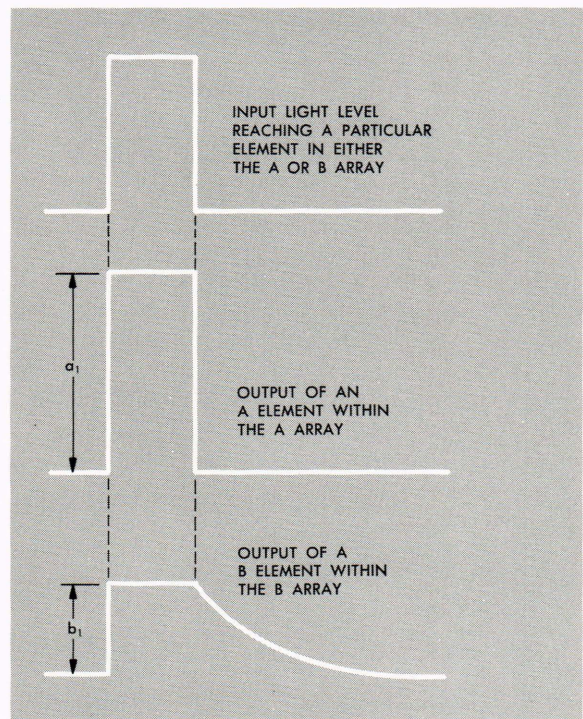 INPUT LIGHT LEVEL
REACHING A PARTICULAR
ELEMENT IN EITHER
THE A OR B ARRAY
a₁
OUTPUT OF AN
A ELEMENT WITHIN
THE A ARRAY
OUTPUT OF A
B ELEMENT WITHIN
THE B ARRAY
b₁